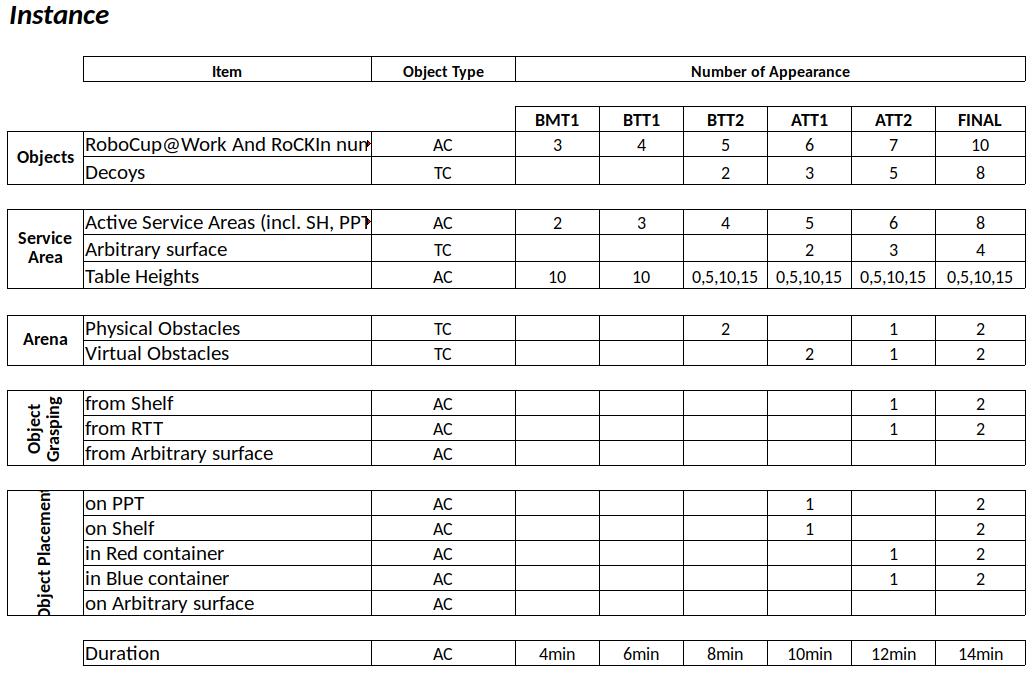 Instance
Item Object Type Number of Appearance
BMT1 BTT1 BTT2 ATT1 ATT2 FINAL
Objects
RoboCup@Work And RoCKIn num AC 3 4 5 6 7 10
Decoys TC 2 3 5 8
Service Area
Active Service Areas (incl. SH, PPT AC 2 3 4 5 6 8
Arbitrary surface TC 2 3 4
Table Heights AC 10 10 0,5,10,15 0,5,10,15 0,5,10,15 0,5,10,15
Arena
Physical Obstacles TC 2 1 2
Virtual Obstacles TC 2 1 2
Object Grasping
from Shelf AC 1 2
from RTT AC 1 2
from Arbitrary surface AC
Object Placement
on PPT AC 1 2
on Shelf AC 1 2
in Red container AC 1 2
in Blue container AC 1 2
on Arbitrary surface AC
Duration AC 4min 6min 8min 10min 12min 14min